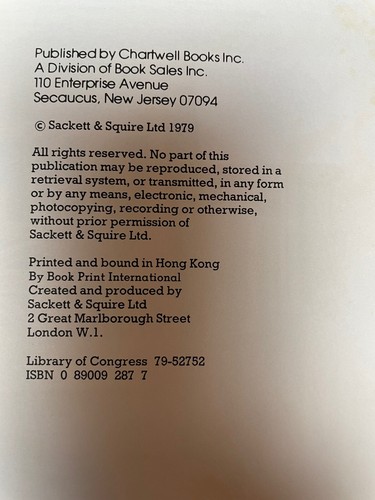 Published by Chartwell Books Inc.
A Division of Book Sales Inc.
110 Enterprise Avenue
Secaucus, New Jersey 07094
© Sackett & Squire Ltd 1979
All rights reserved. No part of this
publication may be reproduced, stored in a
retrieval system, or transmitted, in any form
or by any means, electronic, mechanical,
photocopying, recording or otherwise,
without prior permission of
Sackett & Squire Ltd.
Printed and bound in Hong Kong
By Book Print International
Created and produced by
Sackett & Squire Ltd
2 Great Marlborough Street
London W.1.
Library of Congress 79-52752
ISBN 0 89009 287 7